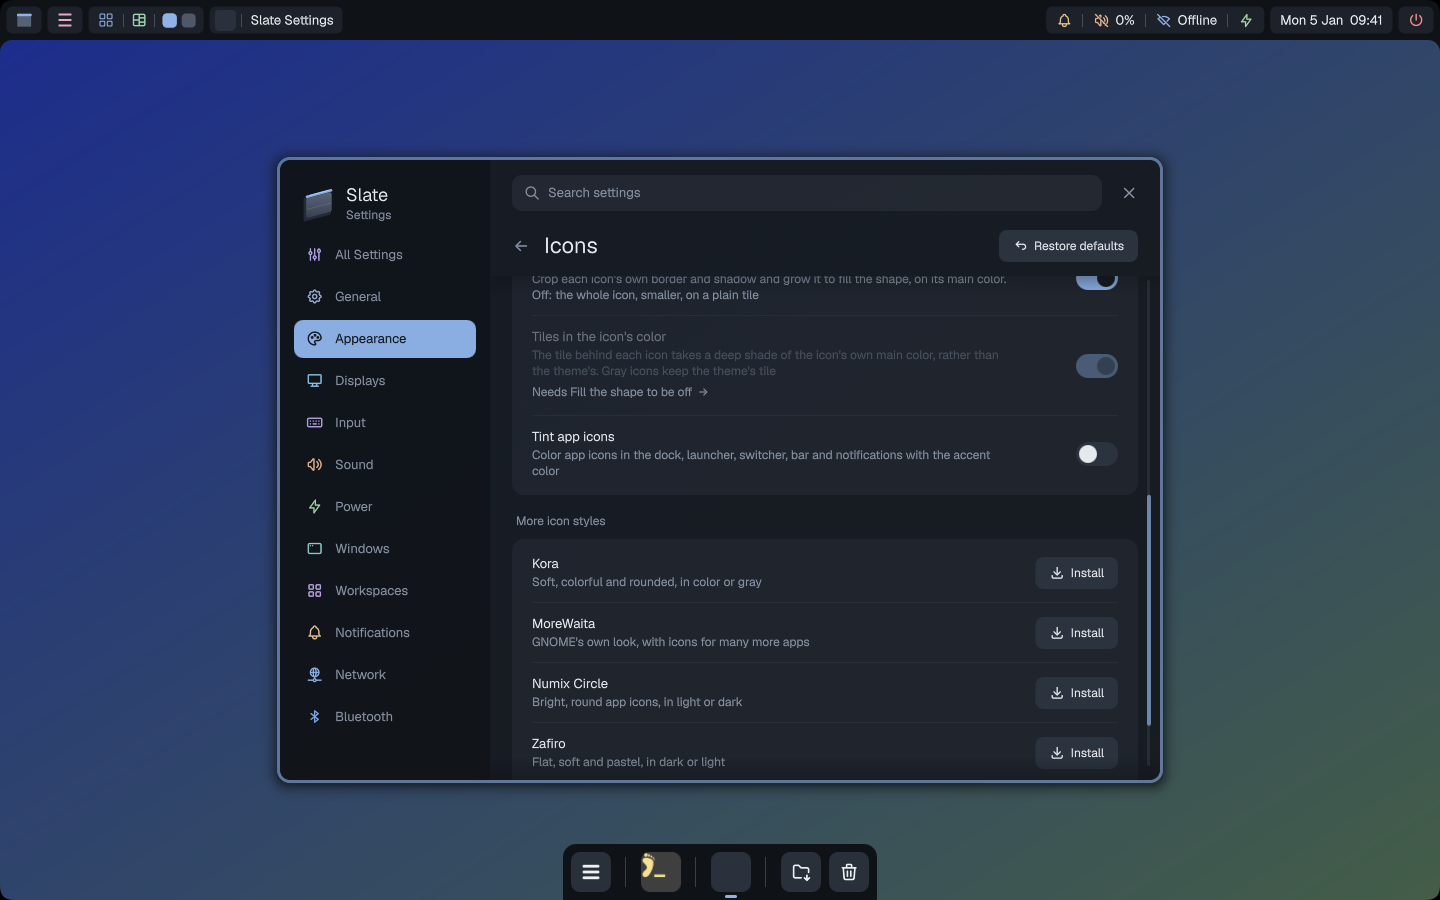 Slate Settings
0%
Offline
Mon 5 Jan 09:41
Slate
Settings
Search settings
Icons
Restore defaults
All Settings
General
Appearance
Displays
Input
Sound
Power
Windows
Workspaces
Notifications
Network
Bluetooth
Crop each icon's own border and shadow and grow it to fill the shape, on its main color.
Off: the whole icon, smaller, on a plain tile
Tiles in the icon's color
The tile behind each icon takes a deep shade of the icon's own main color, rather than
the theme's. Gray icons keep the theme's tile
Needs Fill the shape to be off →
Tint app icons
Color app icons in the dock, launcher, switcher, bar and notifications with the accent
color
More icon styles
Kora
Soft, colorful and rounded, in color or gray
Install
MoreWaita
GNOME's own look, with icons for many more apps
Install
Numix Circle
Bright, round app icons, in light or dark
Install
Zafiro
Flat, soft and pastel, in dark or light
Install